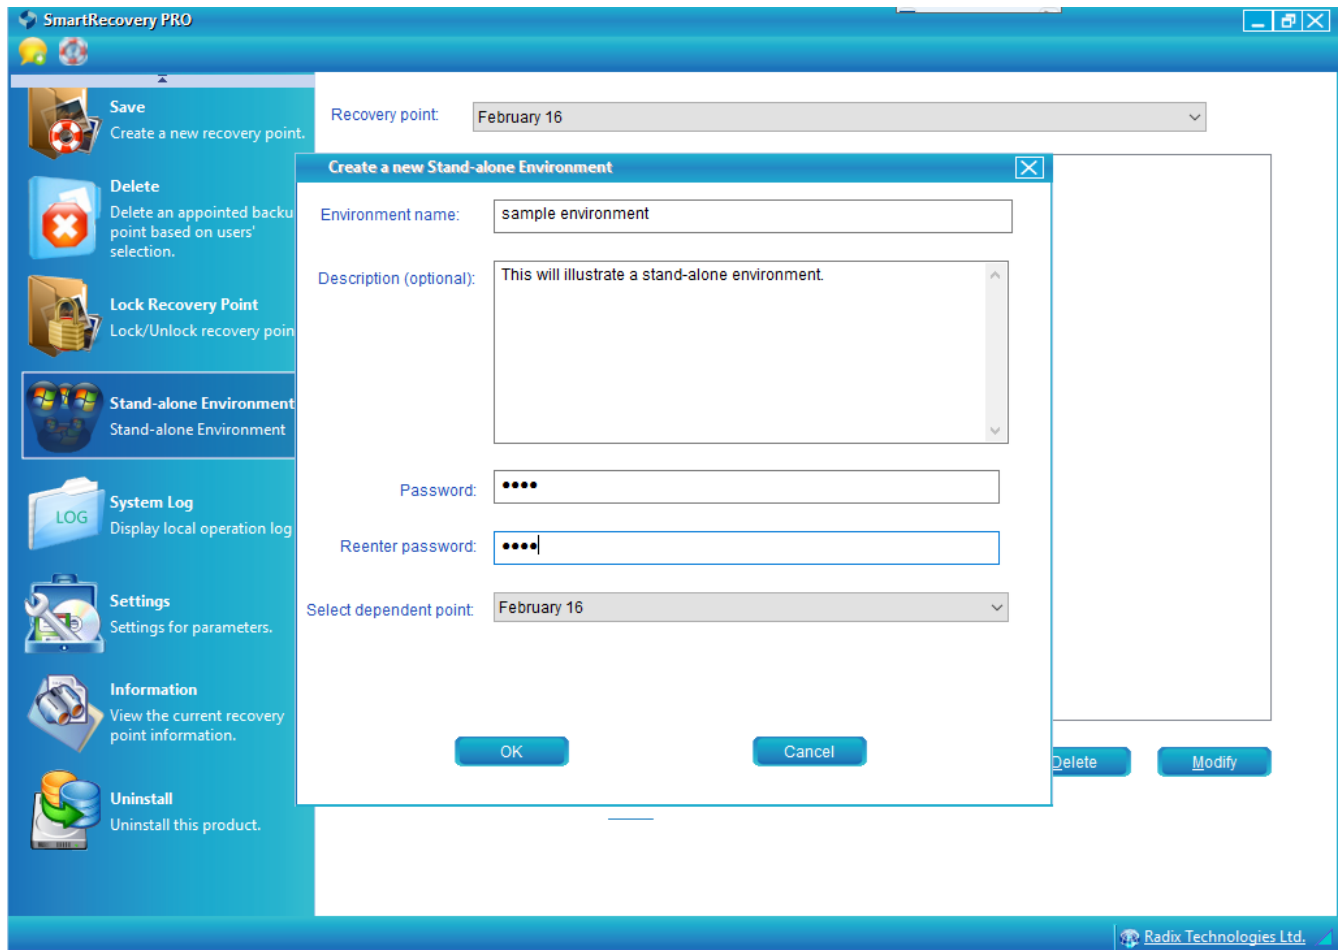 SmartRecovery PRO
Save
Create a new recovery point.
Delete
Delete an appointed backu
point based on users'
selection.
Lock Recovery Point
Lock/Unlock recovery poin
Stand-alone Environment
Stand-alone Environment
LOG
System Log
Display local operation log
Settings
Settings for parameters.
Information
View the current recovery
point information.
Uninstall
Uninstall this product.
Recovery point: February 16
Create a new Stand-alone Environment
Environment name: sample environment
Description (optional): This will illustrate a stand-alone environment.
Password: ••••
Reenter password: ••••
Select dependent point: February 16
OK Cancel
Delete Modify
Radix Technologies Ltd.